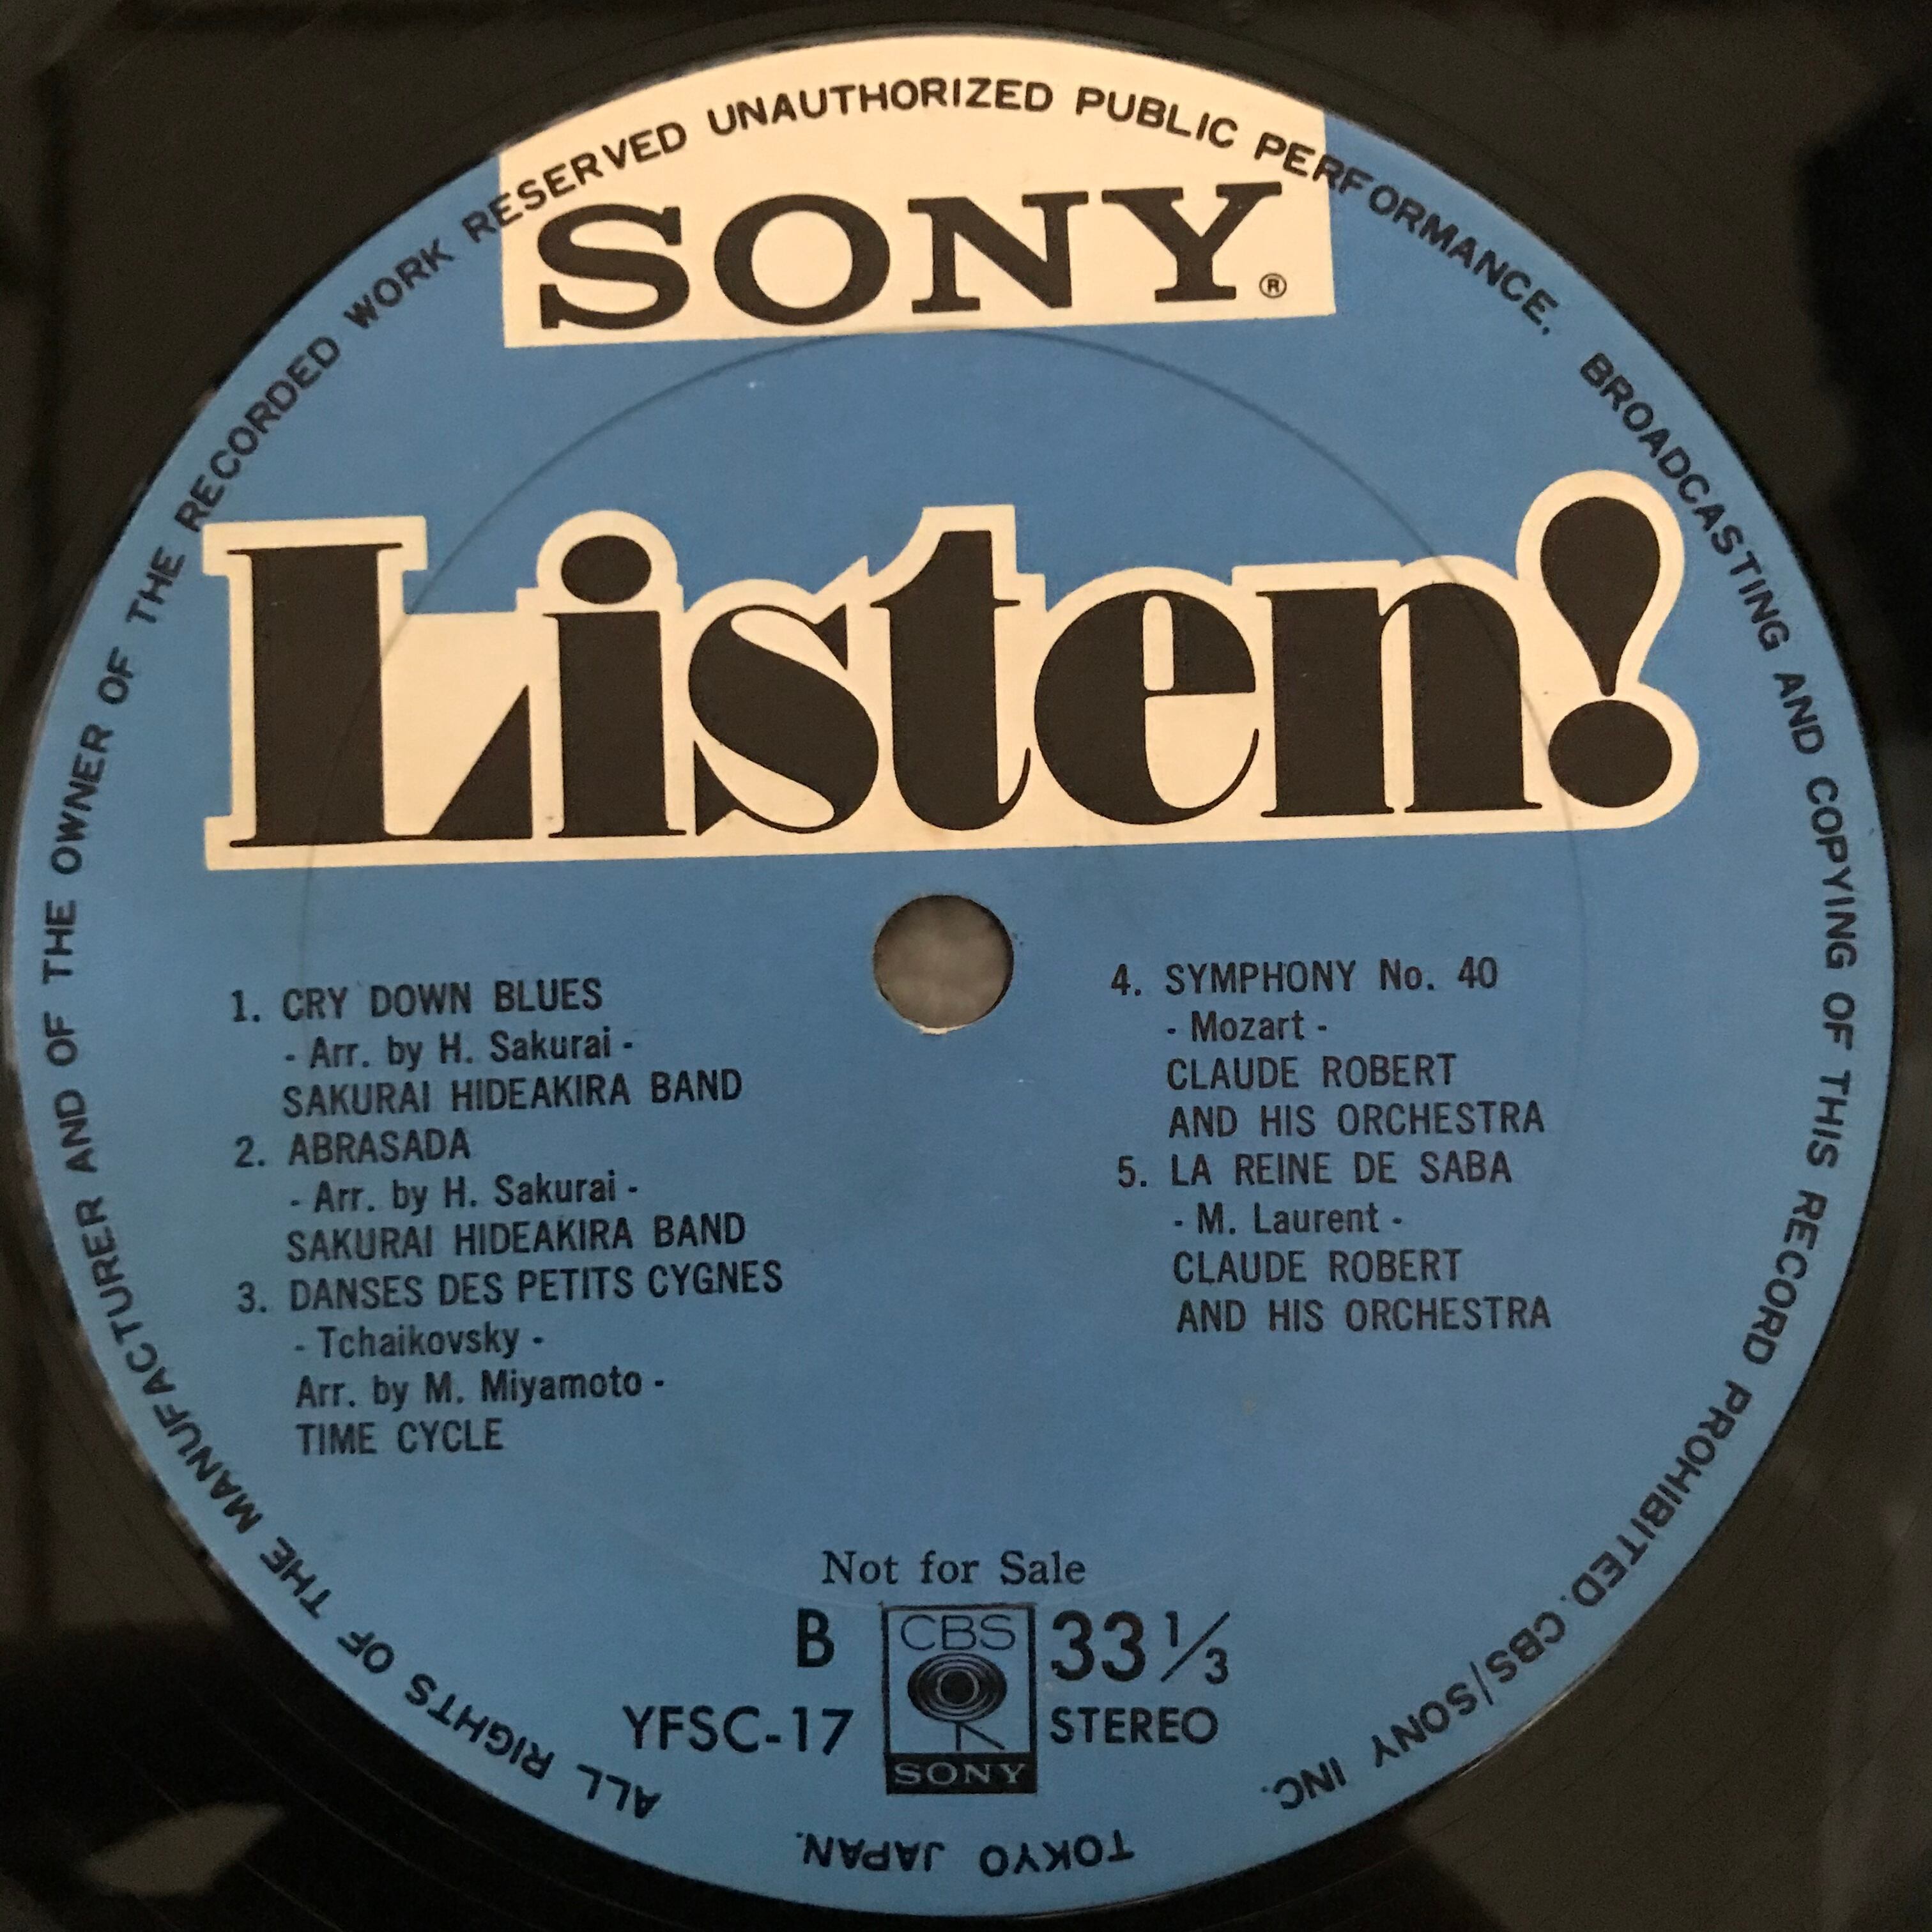 ALL RIGHTS OF THE MANUFACTURER AND OF THE OWNER OF THE RECORDED WORK RESERVED UNAUTHORIZED PUBLIC PERFORMANCE, BROADCASTING AND COPYING OF THIS RECORD PROHIBITED. CBS/SONY INC.
TOKYO JAPAN.
SONY®
Listen!
1. CRY DOWN BLUES
- Arr. by H. Sakurai -
SAKURAI HIDEAKIRA BAND
2. ABRASADA
- Arr. by H. Sakurai -
SAKURAI HIDEAKIRA BAND
3. DANSES DES PETITS CYGNES
- Tchaikovsky -
Arr. by M. Miyamoto -
TIME CYCLE
4. SYMPHONY No. 40
- Mozart -
CLAUDE ROBERT
AND HIS ORCHESTRA
5. LA REINE DE SABA
- M. Laurent -
CLAUDE ROBERT
AND HIS ORCHESTRA
Not for Sale
B
YFSC-17
CBS
SONY
33 1/3
STEREO